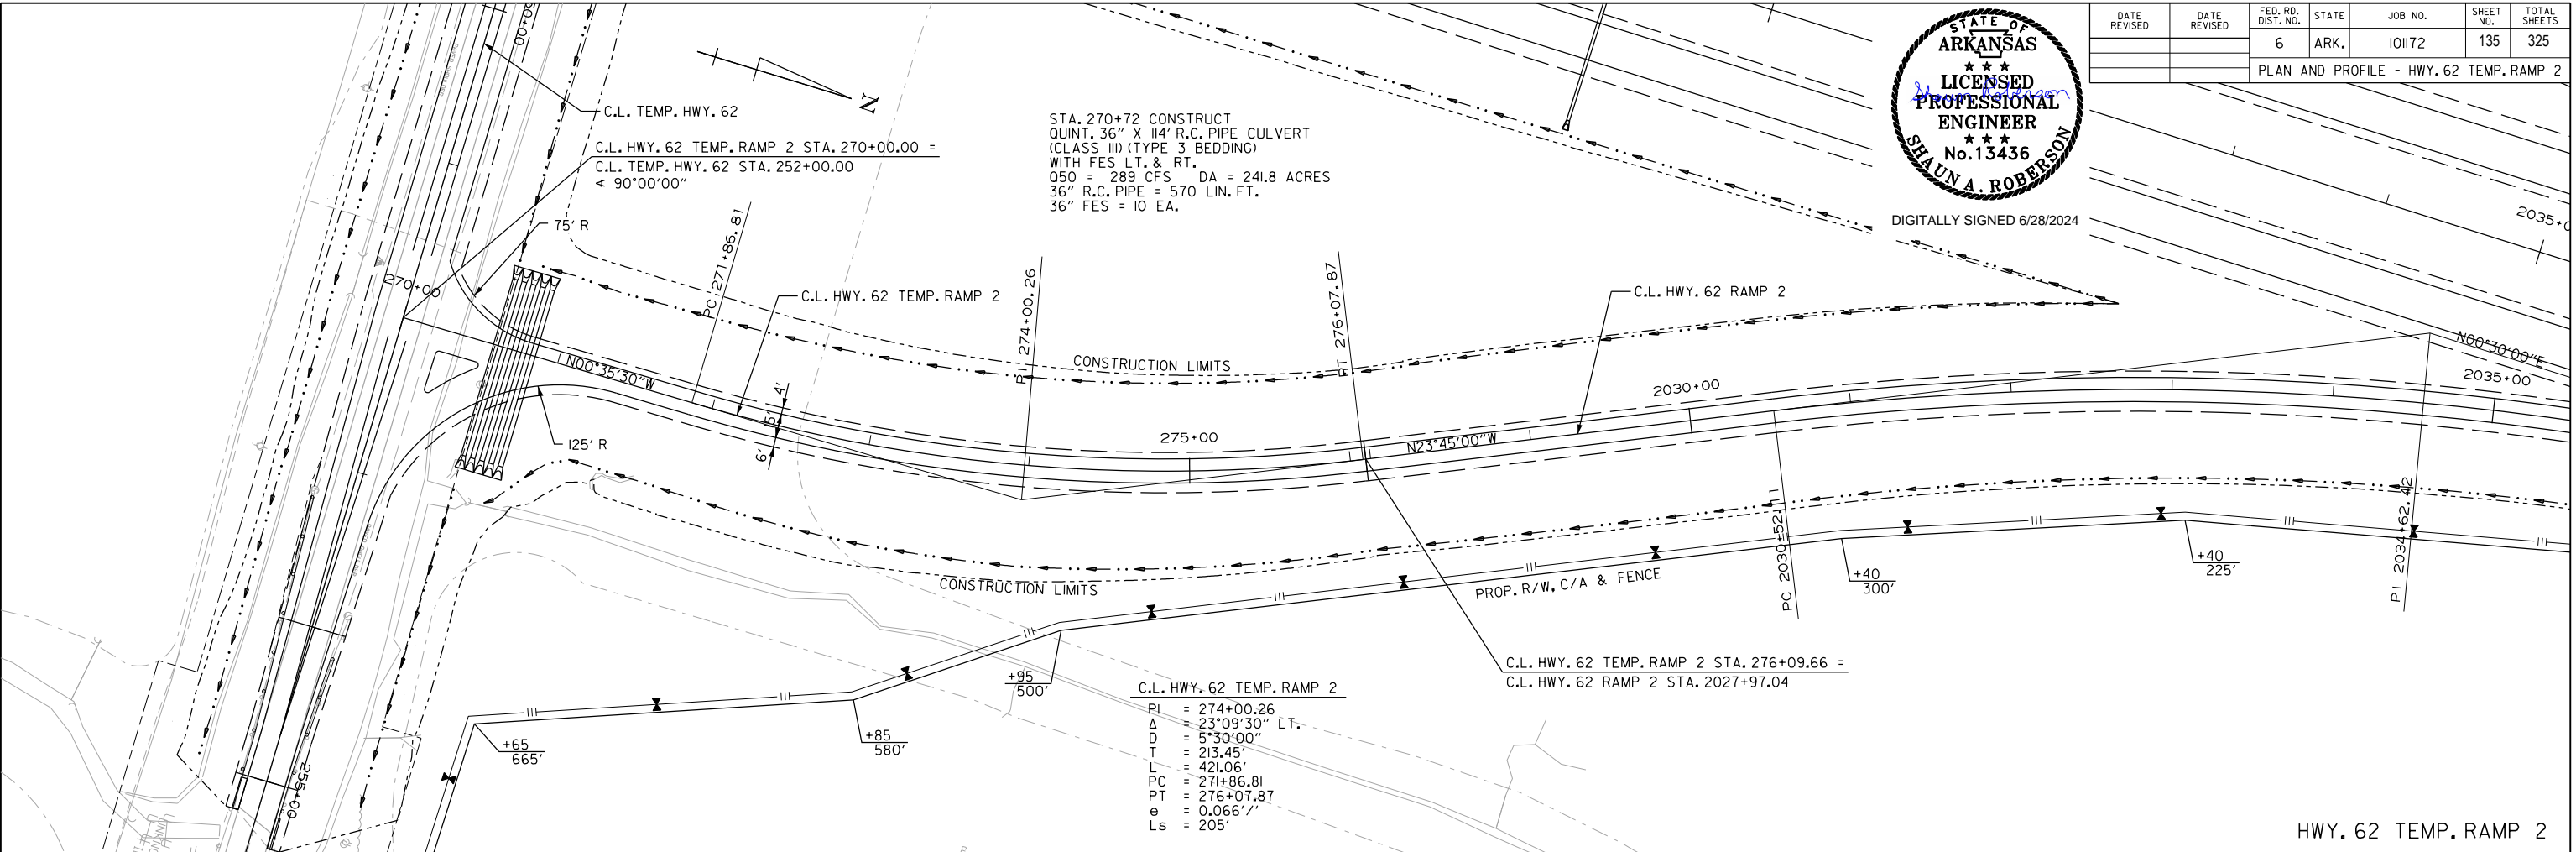 DATE REVISED
DATE REVISED
FED. RD. DIST. NO.
STATE
JOB NO.
SHEET NO.
TOTAL SHEETS
6
ARK.
101172
135
325
PLAN AND PROFILE - HWY. 62 TEMP. RAMP 2
STATE OF
ARKANSAS
★ ★ ★
LICENSED
PROFESSIONAL
ENGINEER
★ ★ ★
No. 13436
SHAUN A. ROBERSON
Shaun Roberson
DIGITALLY SIGNED 6/28/2024
N
C.L. TEMP. HWY. 62
C.L. HWY. 62 TEMP. RAMP 2 STA. 270+00.00 =
C.L. TEMP. HWY. 62 STA. 252+00.00
∢ 90°00'00"
STA. 270+72 CONSTRUCT
QUINT. 36" X 114' R.C. PIPE CULVERT
(CLASS III) (TYPE 3 BEDDING)
WITH FES LT. & RT.
Q50 = 289 CFS DA = 241.8 ACRES
36" R.C. PIPE = 570 LIN. FT.
36" FES = 10 EA.
75' R
270+00
PC 271+86.81
C.L. HWY. 62 TEMP. RAMP 2
PI 274+00.26
PT 276+07.87
C.L. HWY. 62 RAMP 2
CONSTRUCTION LIMITS
N00°35'30"W
4'
15'
6'
275+00
N23°45'00"W
2030+00
N00°30'00"E
2035+00
125' R
CONSTRUCTION LIMITS
PROP. R/W, C/A & FENCE
PC 2030+52.11
PI 2034+62.42
+40
300'
+40
225'
+95
500'
+85
580'
+65
665'
255+00
C.L. HWY. 62 TEMP. RAMP 2 STA. 276+09.66 =
C.L. HWY. 62 RAMP 2 STA. 2027+97.04
C.L. HWY. 62 TEMP. RAMP 2
PI = 274+00.26
Δ = 23°09'30" LT.
D = 5°30'00"
T = 213.45'
L = 421.06'
PC = 271+86.81
PT = 276+07.87
e = 0.066'/'
Ls = 205'
HWY. 62 TEMP. RAMP 2